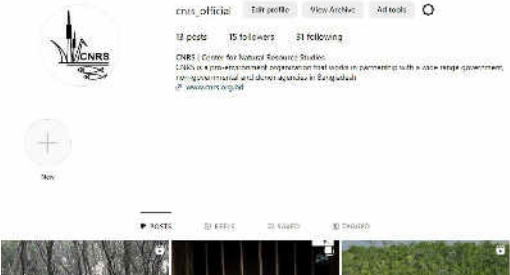 cnrs_official Edit profile View Archive Ad tools
13 posts 15 followers 31 following
CNRS
CNRS | Center for Natural Resource Studies
CNRS is a pro-environment organization that works in partnership with a wide range government,
non-governmental and donor agencies in Bangladesh
www.cnrs.org.bd
New
POSTS REELS SAVED TAGGED